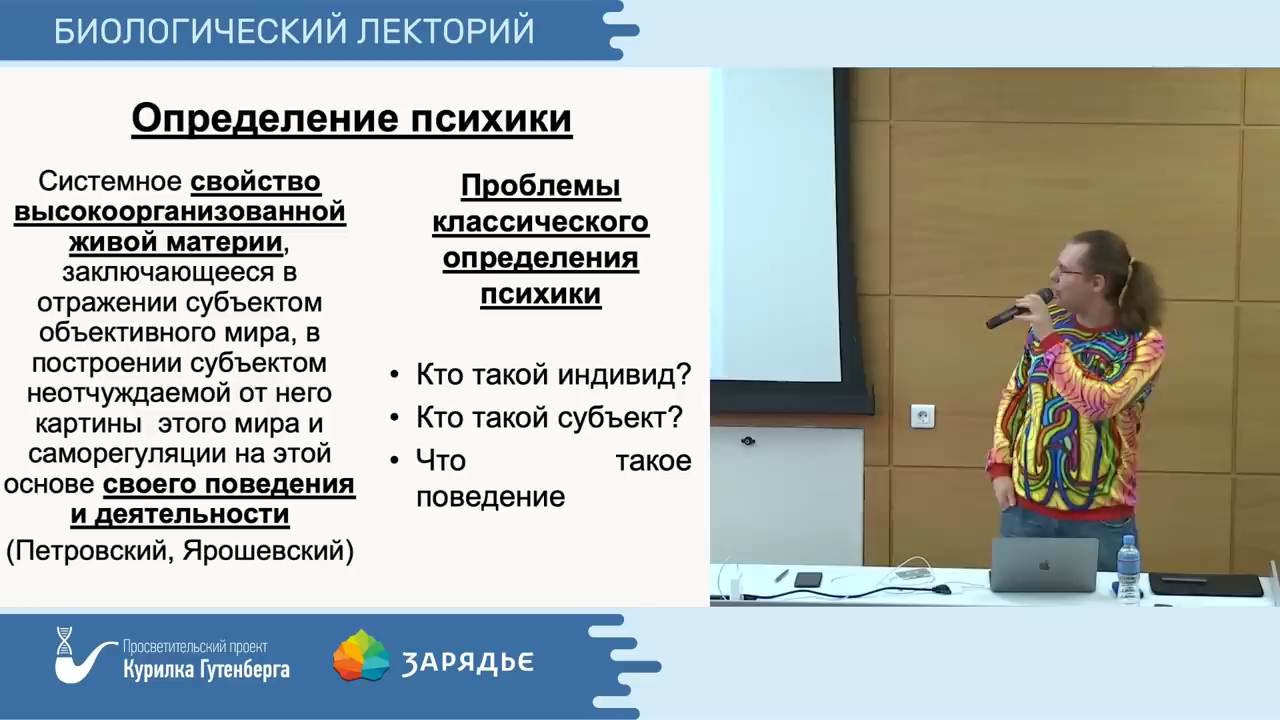 БИОЛОГИЧЕСКИЙ ЛЕКТОРИЙ
Определение психики
Системное свойство
высокоорганизованной
живой материи,
заключающееся в
отражении субъектом
объективного мира, в
построении субъектом
неотчуждаемой от него
картины этого мира и
саморегуляции на этой
основе своего поведения
и деятельности
(Петровский, Ярошевский)
Проблемы
классического
определения
психики
• Кто такой индивид?
• Кто такой субъект?
• Что такое
поведение
Просветительский проект
Курилка Гутенберга
ЗАРЯДЬЕ